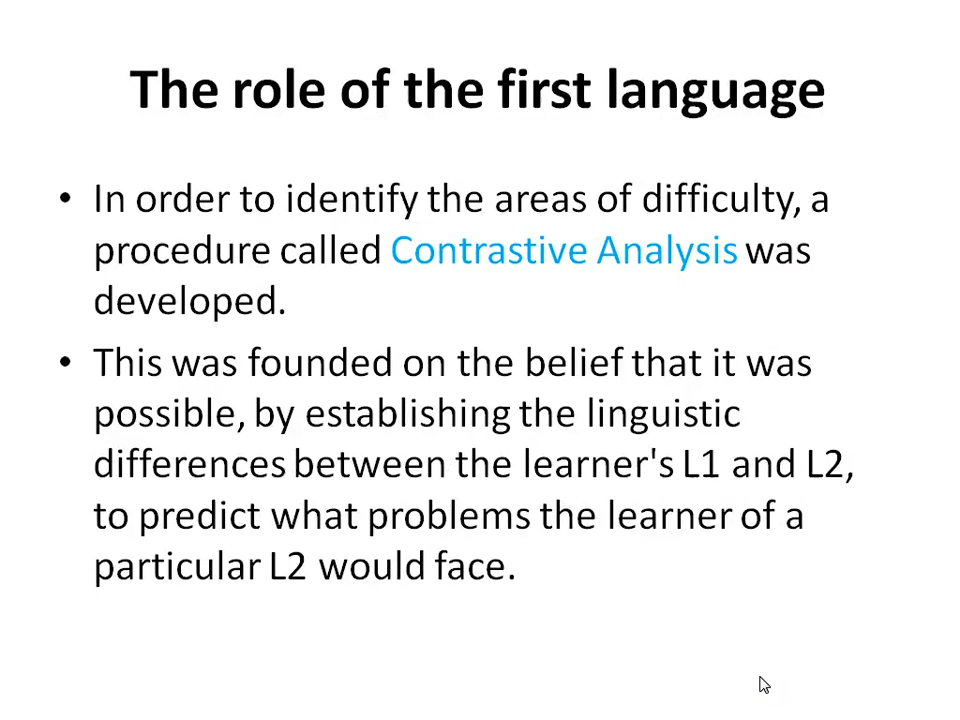 The role of the first language
• In order to identify the areas of difficulty, a
procedure called Contrastive Analysis was
developed.
• This was founded on the belief that it was
possible, by establishing the linguistic
differences between the learner's L1 and L2,
to predict what problems the learner of a
particular L2 would face.